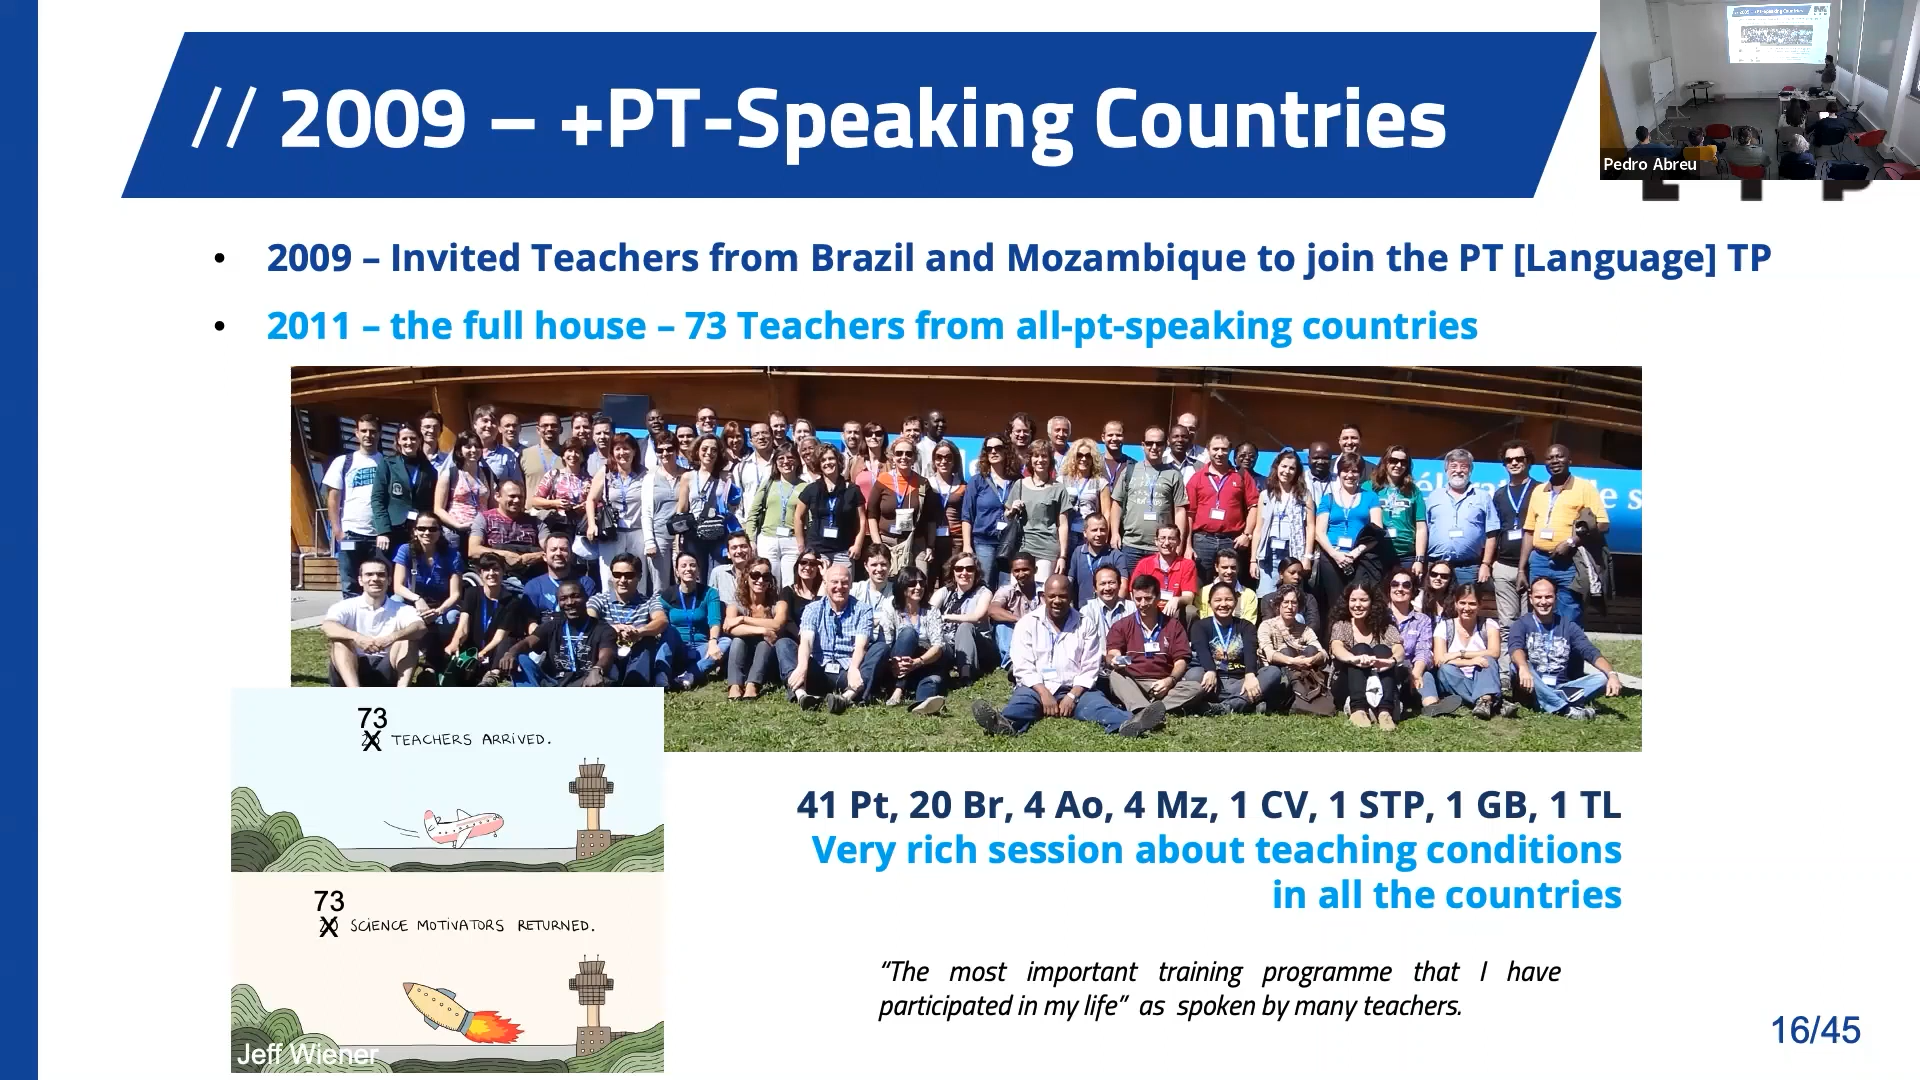 // 2009 – +PT-Speaking Countries
Pedro Abreu
• 2009 – Invited Teachers from Brazil and Mozambique to join the PT [Language] TP
• 2011 – the full house – 73 Teachers from all-pt-speaking countries
73
TEACHERS ARRIVED.
73
SCIENCE MOTIVATORS RETURNED.
Jeff Wiener
41 Pt, 20 Br, 4 Ao, 4 Mz, 1 CV, 1 STP, 1 GB, 1 TL
Very rich session about teaching conditions
in all the countries
“The most important training programme that I have
participated in my life” as spoken by many teachers.
16/45